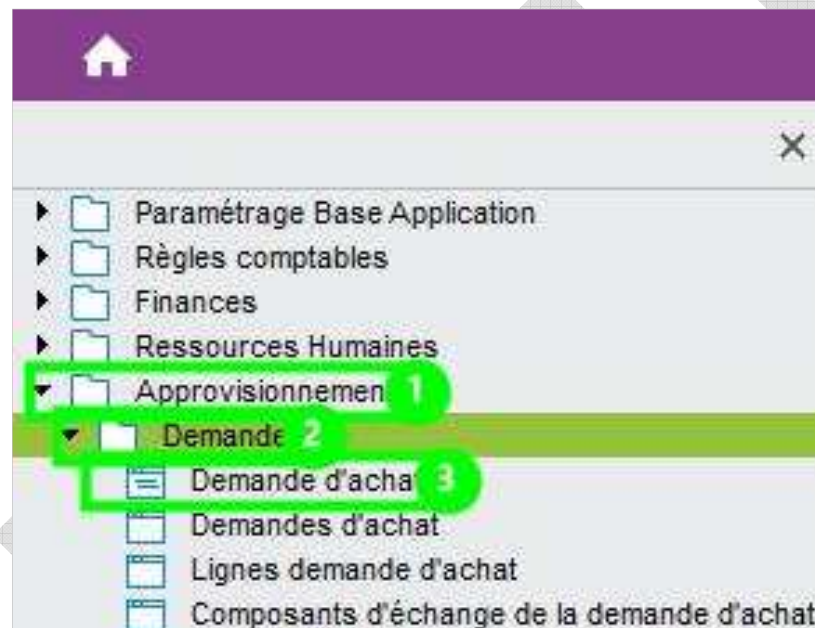 Paramétrage Base Application
Règles comptables
Finances
Ressources Humaines
Approvisionnemen 1
Demande 2
Demande d'acha 3
Demandes d'achat
Lignes demande d'achat
Composants d'échange de la demande d'achat